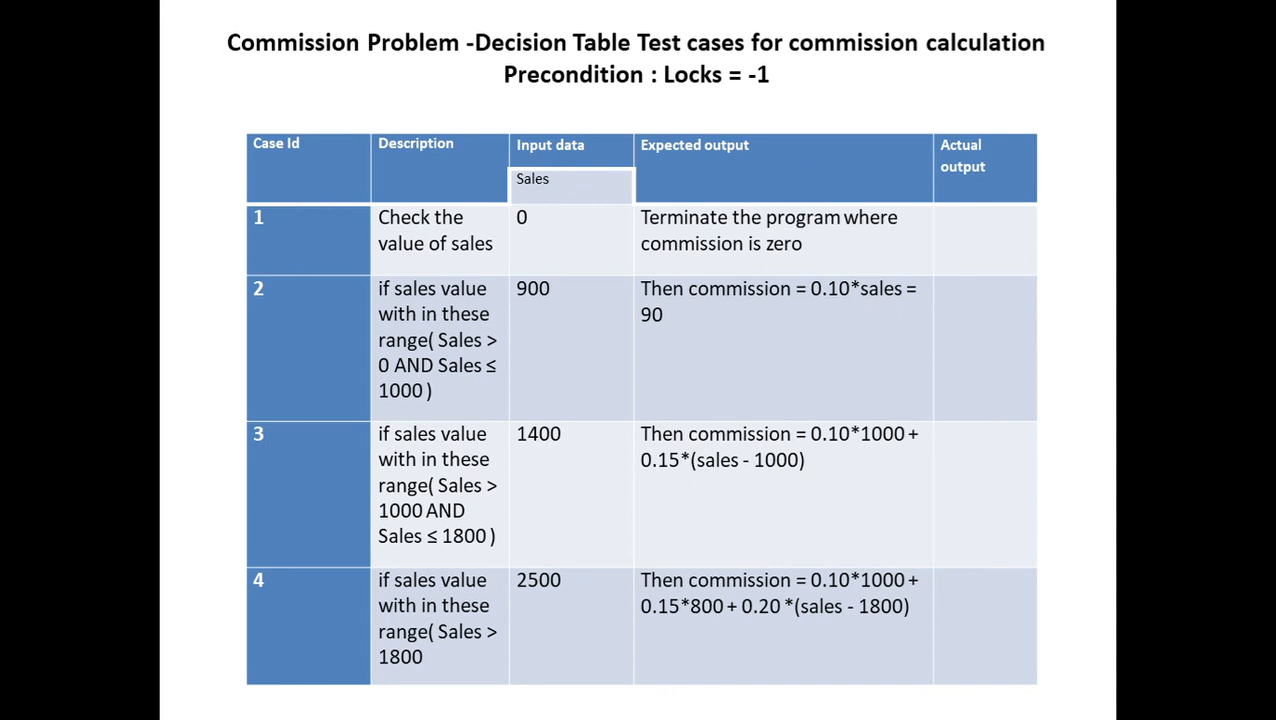 Commission Problem -Decision Table Test cases for commission calculation
Precondition : Locks = -1
Case Id
Description
Input data
Expected output
Actual
output
Sales
1
Check the
value of sales
0
Terminate the program where
commission is zero
2
if sales value
with in these
range( Sales >
0 AND Sales ≤
1000 )
900
Then commission = 0.10*sales =
90
3
if sales value
with in these
range( Sales >
1000 AND
Sales ≤ 1800 )
1400
Then commission = 0.10*1000 +
0.15*(sales - 1000)
4
if sales value
with in these
range( Sales >
1800
2500
Then commission = 0.10*1000 +
0.15*800 + 0.20 *(sales - 1800)